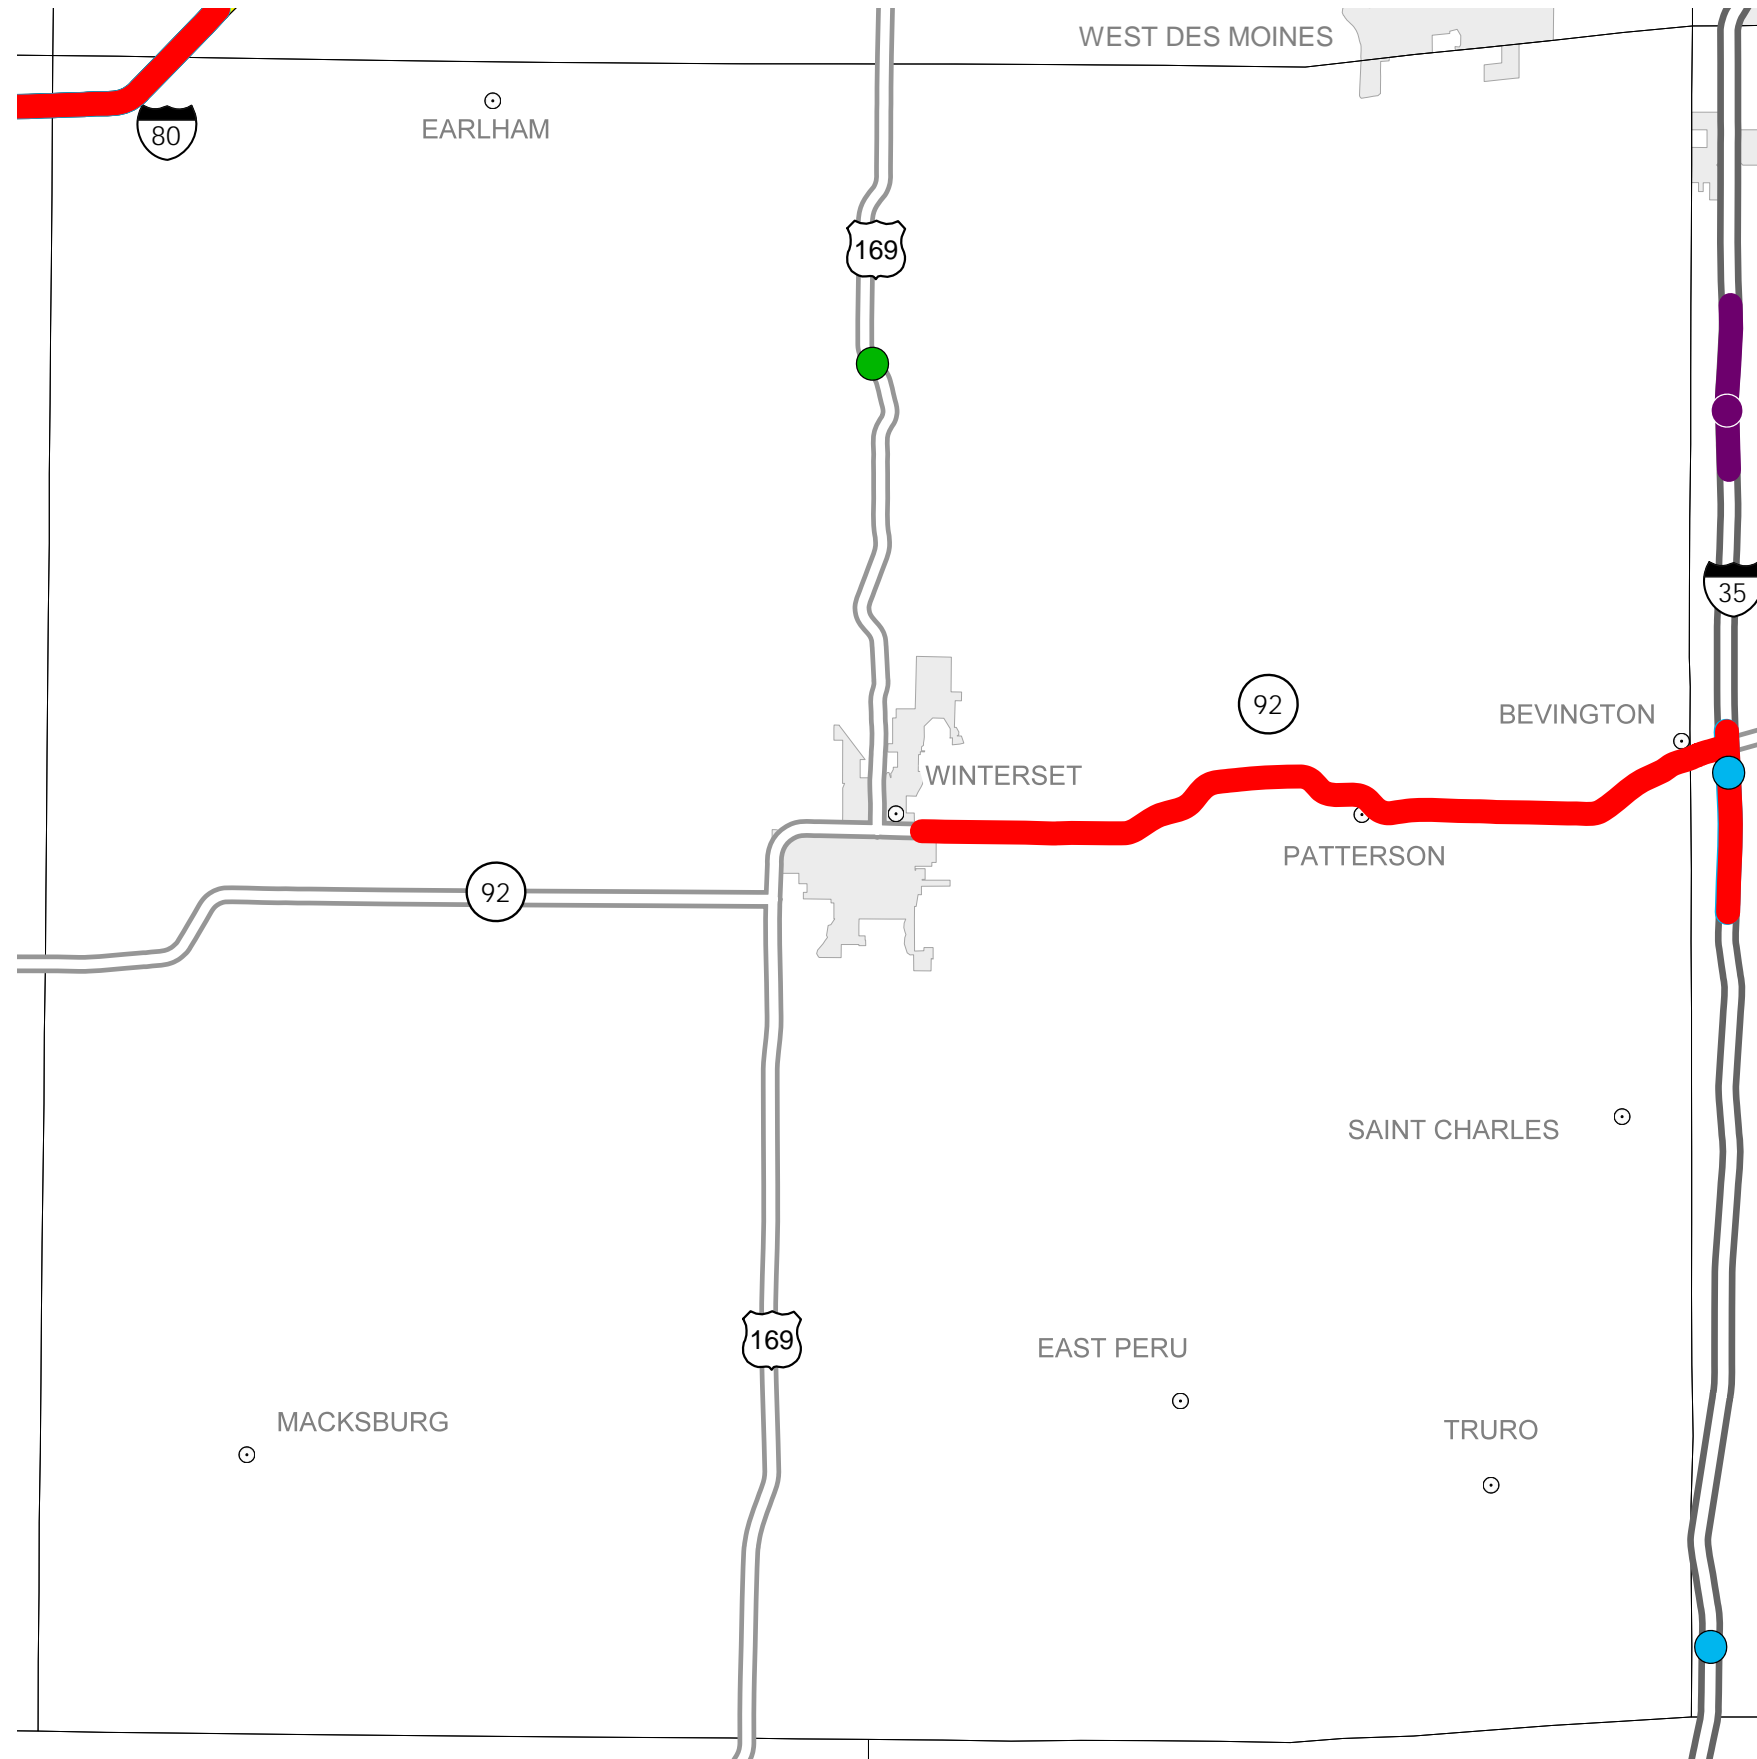 WEST DES MOINES
80
EARLHAM
169
35
92
BEVINGTON
WINTERSET
PATTERSON
92
SAINT CHARLES
169
EAST PERU
MACKSBURG
TRURO